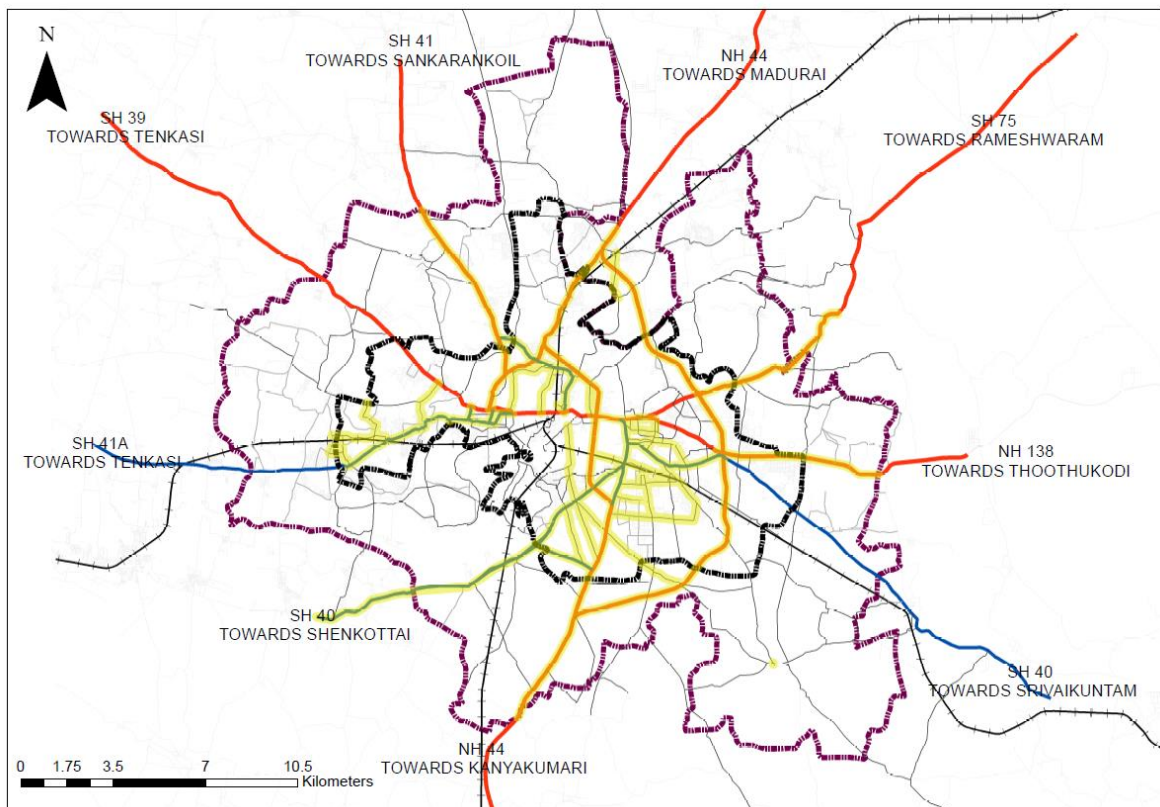 N
SH 41
TOWARDS SANKARANKOIL
NH 44
TOWARDS MADURAI
SH 39
TOWARDS TENKASI
SH 75
TOWARDS RAMESHWARAM
SH 41A
TOWARDS TENKASI
NH 138
TOWARDS THOOTHUKODI
SH 40
TOWARDS SHENKOTTAI
SH 40
TOWARDS SRIVAIKUNTAM
NH 44
TOWARDS KANYAKUMARI
0 1.75 3.5 7 10.5
Kilometers